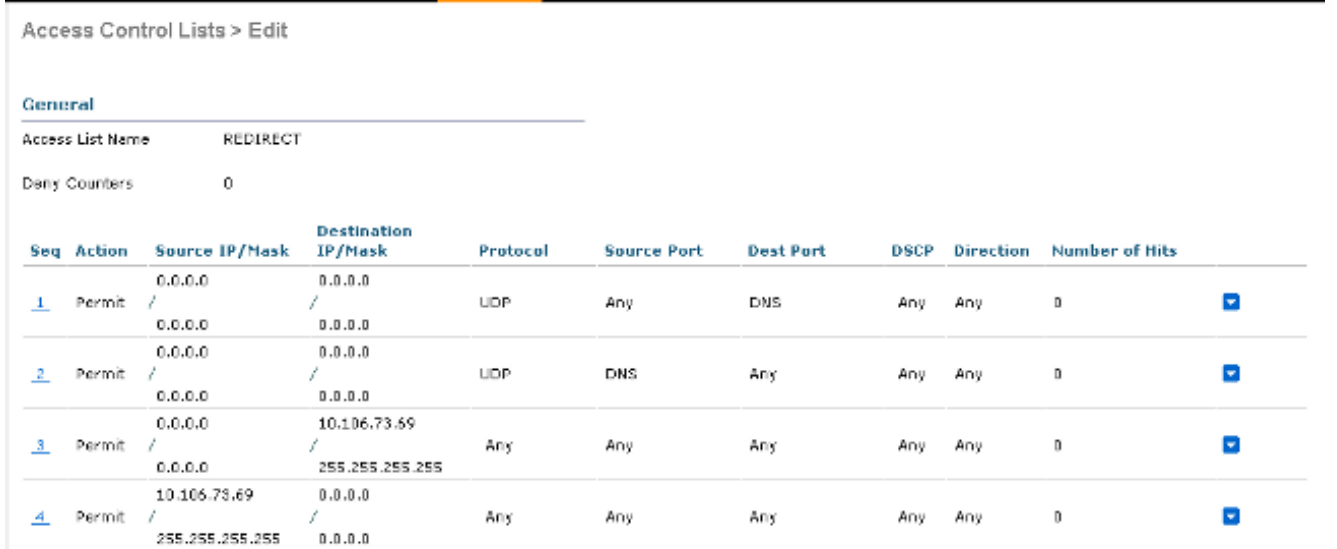 Access Control Lists > Edit
General
Access List Name REDIRECT
Deny Counters 0
Seq Action Source IP/Mask Destination IP/Mask Protocol Source Port Dest Port DSCP Direction Number of Hits
0.0.0.0 0.0.0.0
1 Permit / / UDP Any DNS Any Any 0
0.0.0.0 0.0.0.0
0.0.0.0 0.0.0.0
2 Permit / / UDP DNS Any Any Any 0
0.0.0.0 0.0.0.0
0.0.0.0 10.106.73.69
3 Permit / / Any Any Any Any Any 0
0.0.0.0 255.255.255.255
10.106.73.69 0.0.0.0
4 Permit / / Any Any Any Any Any 0
255.255.255.255 0.0.0.0